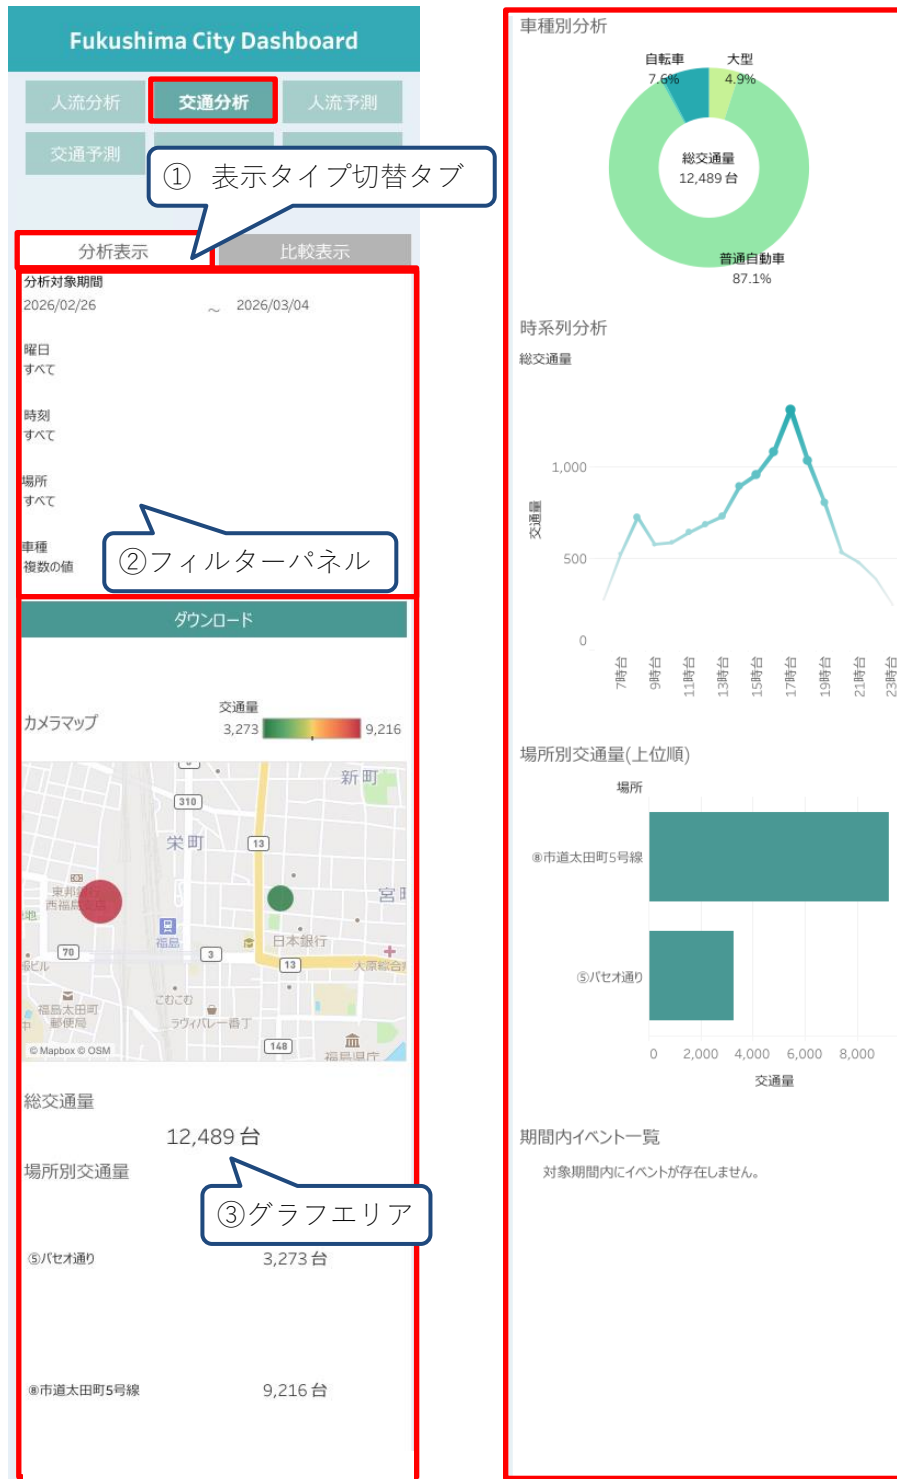 Fukushima City Dashboard
人流分析
交通分析
人流予測
交通予測
① 表示タイプ切替タブ
分析表示
比較表示
分析対象期間
2026/02/26 ～ 2026/03/04
曜日
すべて
時刻
すべて
場所
すべて
車種
複数の値
②フィルターパネル
ダウンロード
カメラマップ
交通量
3,273
9,216
新町
310
栄町
13
宮
東邦銀行
福島
日本銀行
70
3
13
大原綜合
ビル
こむこむ
福島太田町
郵便局
ラヴィバレー一番丁
148
福島県庁
© Mapbox © OSM
総交通量
12,489 台
場所別交通量
③グラフエリア
⑤パセオ通り
3,273 台
⑧市道太田町5号線
9,216 台
車種別分析
自転車
7.6%
大型
4.9%
総交通量
12,489 台
普通自動車
87.1%
時系列分析
総交通量
1,000
500
0
交通量
7時台
9時台
11時台
13時台
15時台
17時台
19時台
21時台
23時台
場所別交通量(上位順)
場所
⑧市道太田町5号線
⑤パセオ通り
0 2,000 4,000 6,000 8,000
交通量
期間内イベント一覧
対象期間内にイベントが存在しません。